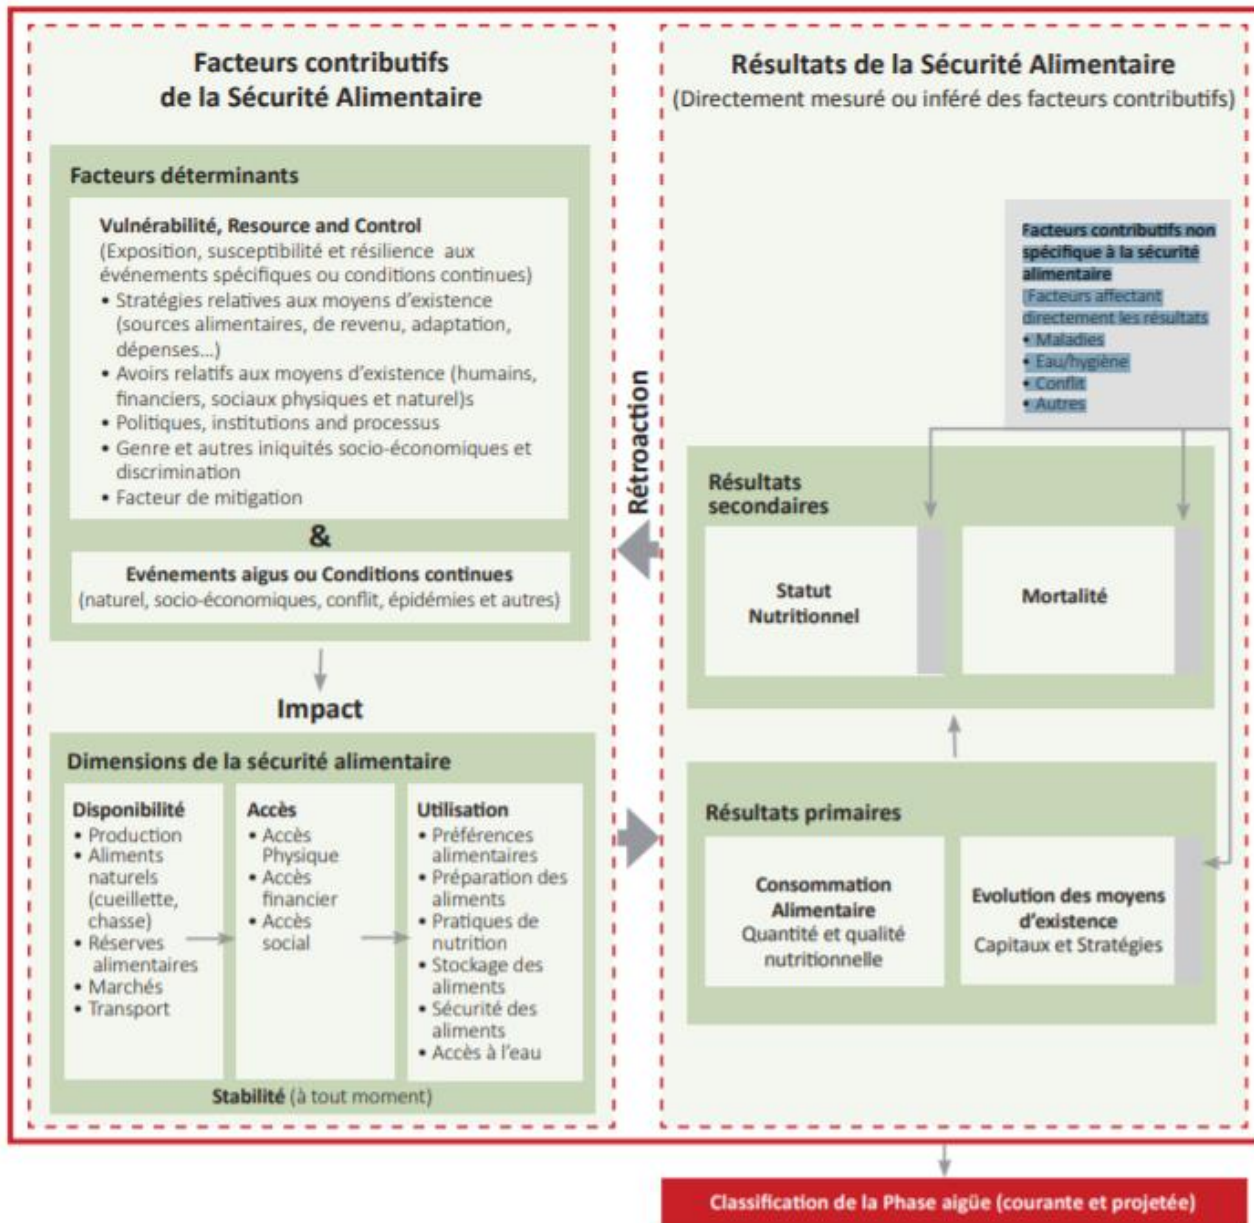 Facteurs contributifs
de la Sécurité Alimentaire
Facteurs déterminants
Vulnérabilité, Resource and Control
(Exposition, susceptibilité et résilience aux
événements spécifiques ou conditions continues)
• Stratégies relatives aux moyens d'existence
(sources alimentaires, de revenu, adaptation,
dépenses...)
• Avoirs relatifs aux moyens d'existence (humains,
financiers, sociaux physiques et naturel)s
• Politiques, institutions and processus
• Genre et autres iniquités socio-économiques et
discrimination
• Facteur de mitigation
&
Evénements aigus ou Conditions continues
(naturel, socio-économiques, conflit, épidémies et autres)
Impact
Dimensions de la sécurité alimentaire
Disponibilité
• Production
• Aliments
naturels
(cueillette,
chasse)
• Réserves
alimentaires
• Marchés
• Transport
Accès
• Accès
Physique
• Accès
financier
• Accès
social
Utilisation
• Préférences
alimentaires
• Préparation des
aliments
• Pratiques de
nutrition
• Stockage des
aliments
• Sécurité des
aliments
• Accès à l'eau
Stabilité (à tout moment)
Rétroaction
Résultats de la Sécurité Alimentaire
(Directement mesuré ou inféré des facteurs contributifs)
Facteurs contributifs non
spécifique à la sécurité
alimentaire
(Facteurs affectant
directement les résultats
• Maladies
• Eau/hygiène
• Conflit
• Autres
Résultats
secondaires
Statut
Nutritionnel
Mortalité
Résultats primaires
Consommation
Alimentaire
Quantité et qualité
nutritionnelle
Evolution des moyens
d'existence
Capitaux et Stratégies
Classification de la Phase aigüe (courante et projetée)